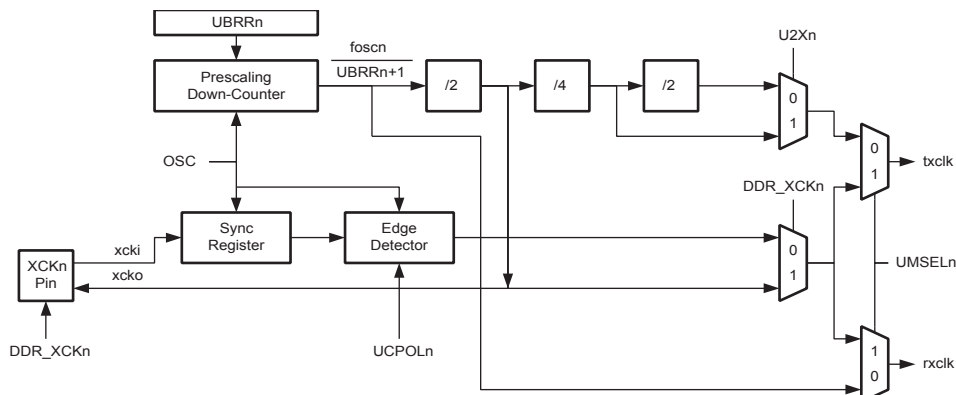 UBRRn
foscn
U2Xn
Prescaling
Down-Counter
UBRRn+1
/2
/4
/2
0
1
OSC
0
1
txclk
DDR_XCKn
Sync
Register
Edge
Detector
xcki
XCKn
Pin
xcko
0
1
UMSELn
DDR_XCKn
UCPOLn
1
0
rxclk